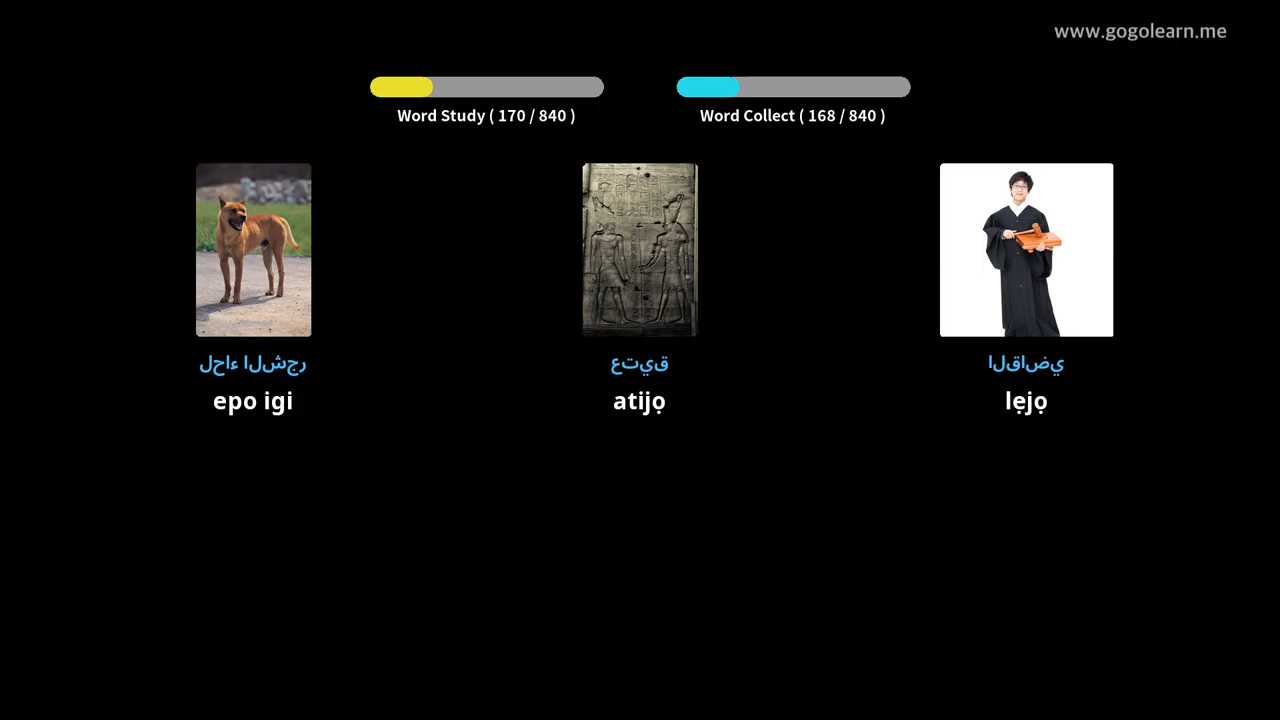 www.gogolearn.me
Word Study ( 170 / 840 )
Word Collect ( 168 / 840 )
لحاء الشجر
epo igi
عتيق
atijọ
القاضي
lẹjọ